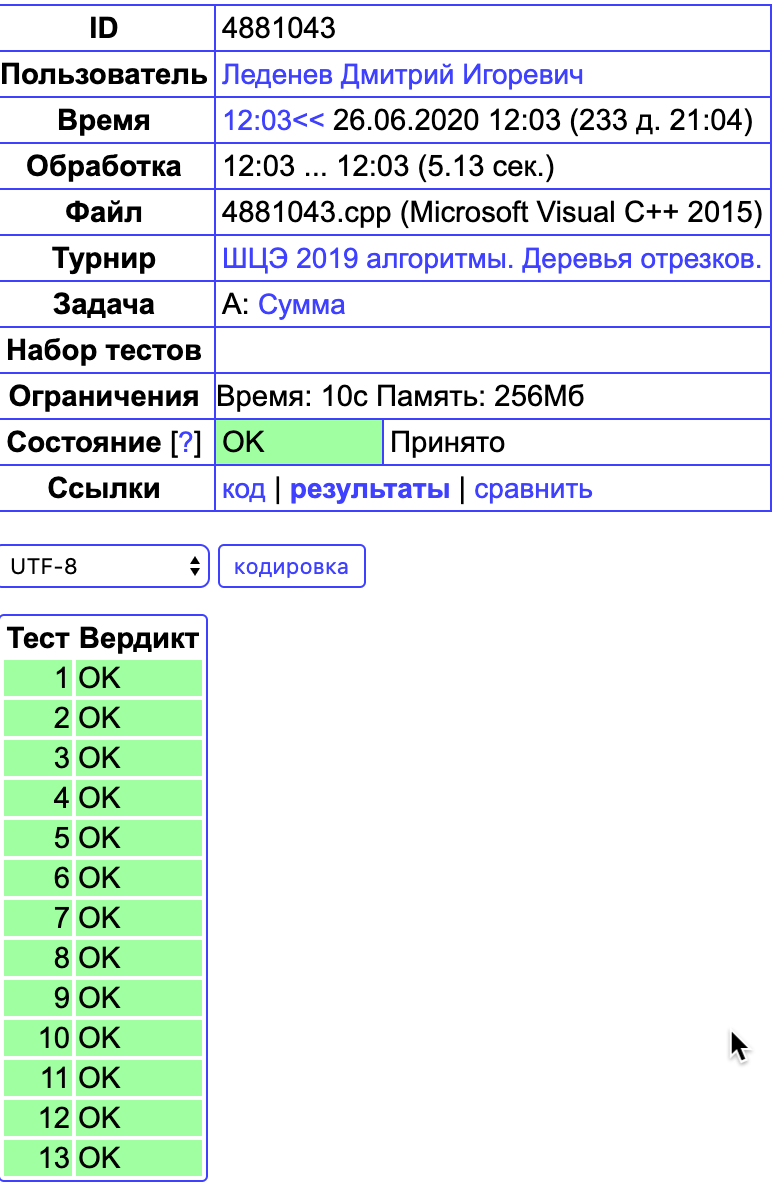 ID 4881043
Пользователь Леденев Дмитрий Игоревич
Время 12:03<< 26.06.2020 12:03 (233 д. 21:04)
Обработка 12:03 ... 12:03 (5.13 сек.)
Файл 4881043.cpp (Microsoft Visual C++ 2015)
Турнир ШЦЭ 2019 алгоритмы. Деревья отрезков.
Задача A: Сумма
Набор тестов
Ограничения Время: 10с Память: 256Мб
Состояние [?] OK Принято
Ссылки код | результаты | сравнить
UTF-8 кодировка
Тест Вердикт
1 OK
2 OK
3 OK
4 OK
5 OK
6 OK
7 OK
8 OK
9 OK
10 OK
11 OK
12 OK
13 OK